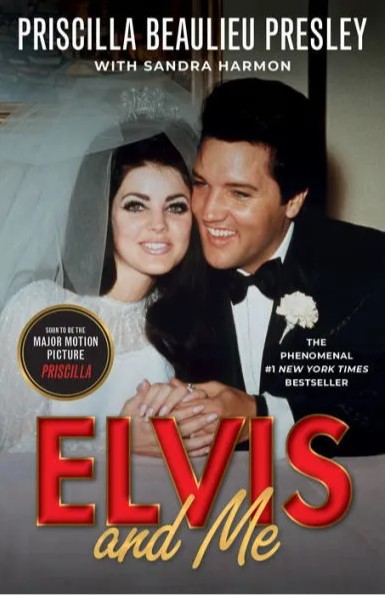 PRISCILLA BEAULIEU PRESLEY
WITH SANDRA HARMON
SOON TO BE THE
MAJOR MOTION
PICTURE
PRISCILLA
THE
PHENOMENAL
#1 NEW YORK TIMES
BESTSELLER
ELVIS
and Me